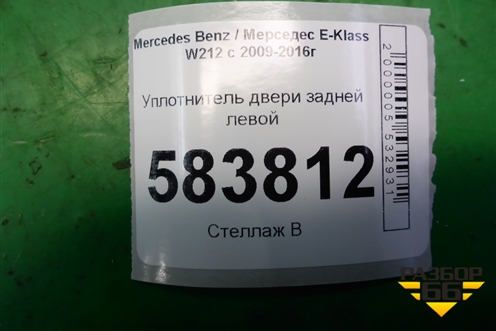 Mercedes Benz / Мерседес E-Klass
W212 с 2009-2016г
Уплотнитель двери задней
левой
583812
Стеллаж В
2000005532931
РАЗБОР
66